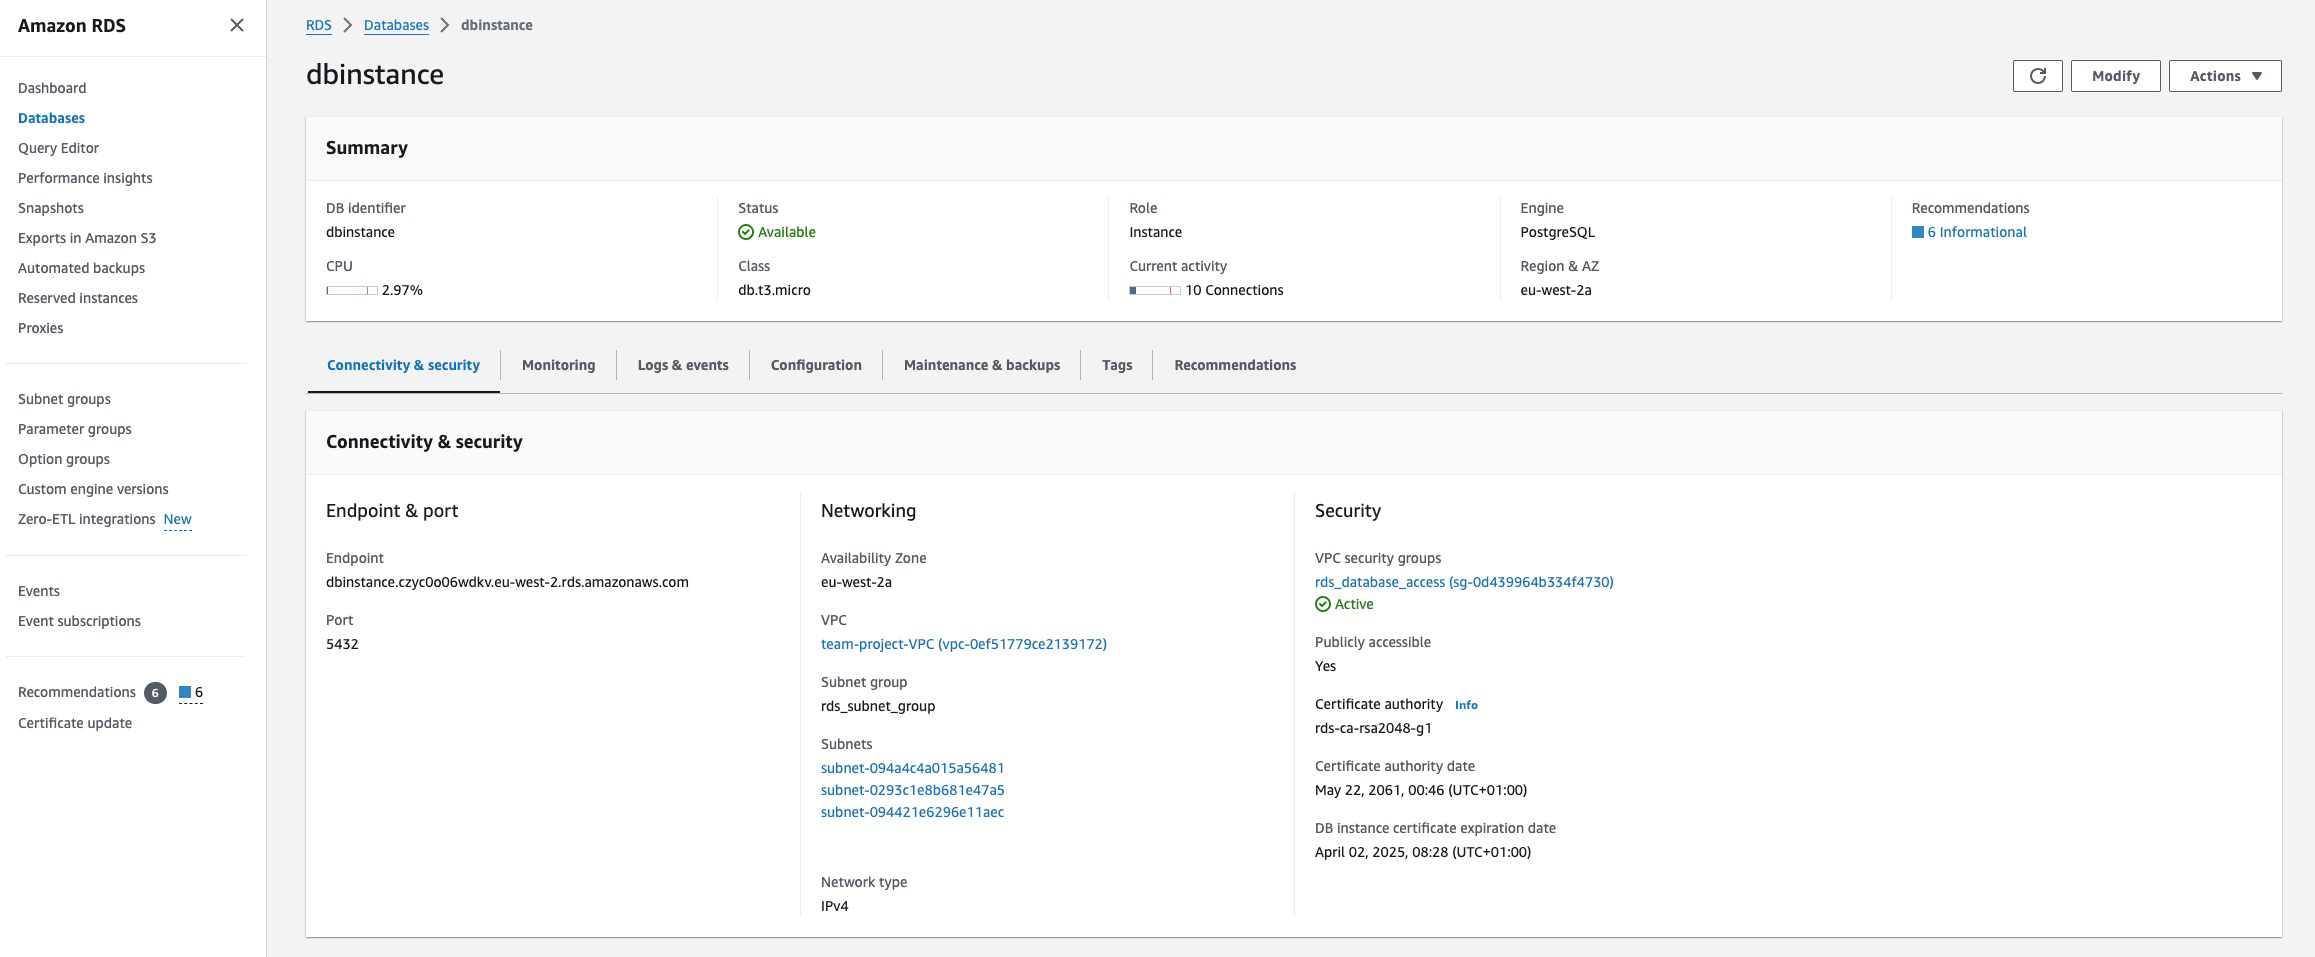 Amazon RDS
Dashboard
Databases
Query Editor
Performance insights
Snapshots
Exports in Amazon S3
Automated backups
Reserved instances
Proxies
Subnet groups
Parameter groups
Option groups
Custom engine versions
Zero-ETL integrations New
Events
Event subscriptions
Recommendations 6 6
Certificate update
RDS Databases dbinstance
dbinstance
Modify
Actions
Summary
DB identifier
dbinstance
CPU
2.97%
Status
Available
Class
db.t3.micro
Role
Instance
Current activity
10 Connections
Engine
PostgreSQL
Region & AZ
eu-west-2a
Recommendations
6 Informational
Connectivity & security
Monitoring
Logs & events
Configuration
Maintenance & backups
Tags
Recommendations
Connectivity & security
Endpoint & port
Endpoint
dbinstance.czyc0o06wdkv.eu-west-2.rds.amazonaws.com
Port
5432
Networking
Availability Zone
eu-west-2a
VPC
team-project-VPC (vpc-0ef51779ce2139172)
Subnet group
rds_subnet_group
Subnets
subnet-094a4c4a015a56481
subnet-0293c1e8b681e47a5
subnet-094421e6296e11aec
Network type
IPv4
Security
VPC security groups
rds_database_access (sg-0d439964b334f4730)
Active
Publicly accessible
Yes
Certificate authority Info
rds-ca-rsa2048-g1
Certificate authority date
May 22, 2061, 00:46 (UTC+01:00)
DB instance certificate expiration date
April 02, 2025, 08:28 (UTC+01:00)